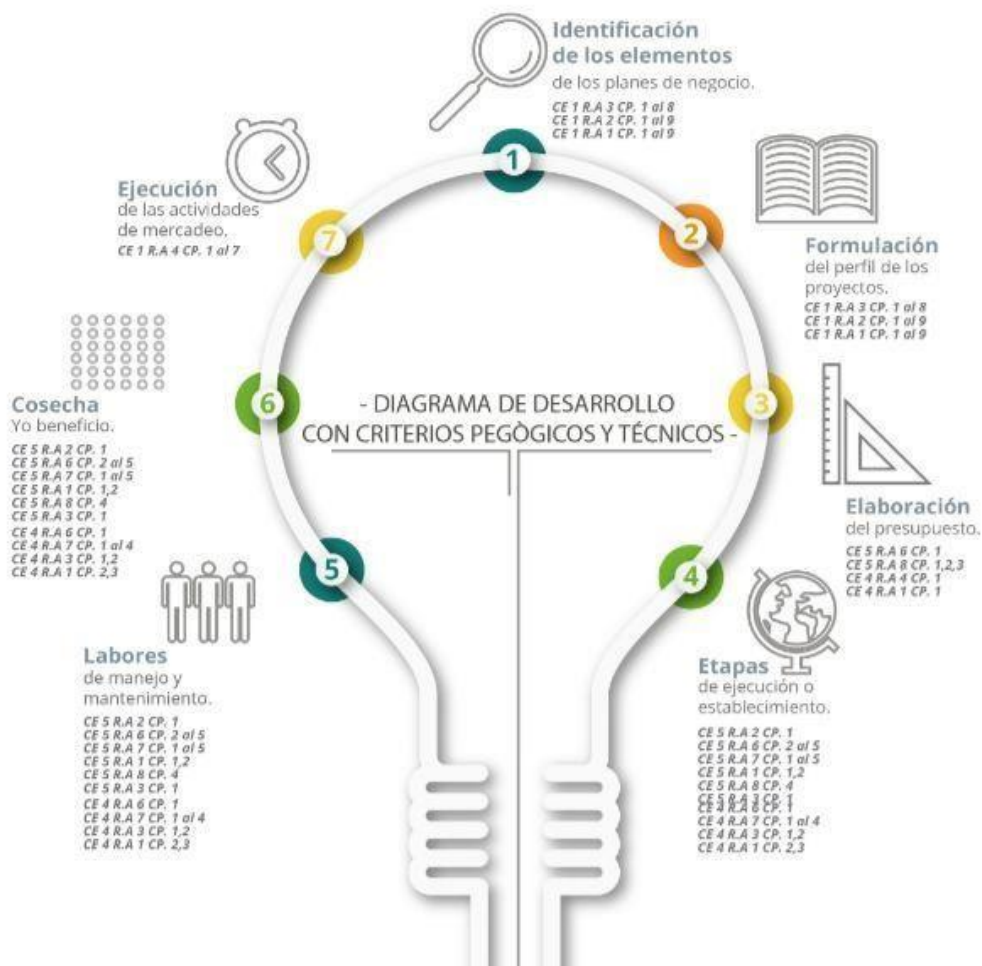 Identificación
de los elementos
de los planes de negocio.
CE 1 R.A 3 CP. 1 al 8
CE 1 R.A 2 CP. 1 al 9
CE 1 R.A 1 CP. 1 al 9
1
2
Formulación
del perfil de los
proyectos.
CE 1 R.A 3 CP. 1 al 8
CE 1 R.A 2 CP. 1 al 9
CE 1 R.A 1 CP. 1 al 9
3
Elaboración
del presupuesto.
CE 5 R.A 6 CP. 1
CE 5 R.A 8 CP. 1,2,3
CE 4 R.A 4 CP. 1
CE 4 R.A 1 CP. 1
4
Etapas
de ejecución o
establecimiento.
CE 5 R.A 2 CP. 1
CE 5 R.A 6 CP. 2 al 5
CE 5 R.A 7 CP. 1 al 5
CE 5 R.A 1 CP. 1,2
CE 5 R.A 8 CP. 4
CE 5 R.A 3 CP. 1
CE 4 R.A 6 CP. 1
CE 4 R.A 7 CP. 1 al 4
CE 4 R.A 3 CP. 1,2
CE 4 R.A 1 CP. 2,3
5
Labores
de manejo y
mantenimiento.
CE 5 R.A 2 CP. 1
CE 5 R.A 6 CP. 2 al 5
CE 5 R.A 7 CP. 1 al 5
CE 5 R.A 1 CP. 1,2
CE 5 R.A 8 CP. 4
CE 5 R.A 3 CP. 1
CE 4 R.A 6 CP. 1
CE 4 R.A 7 CP. 1 al 4
CE 4 R.A 3 CP. 1,2
CE 4 R.A 1 CP. 2,3
6
Cosecha
Yo beneficio.
CE 5 R.A 2 CP. 1
CE 5 R.A 6 CP. 2 al 5
CE 5 R.A 7 CP. 1 al 5
CE 5 R.A 1 CP. 1,2
CE 5 R.A 8 CP. 4
CE 5 R.A 3 CP. 1
CE 4 R.A 6 CP. 1
CE 4 R.A 7 CP. 1 al 4
CE 4 R.A 3 CP. 1,2
CE 4 R.A 1 CP. 2,3
7
Ejecución
de las actividades
de mercadeo.
CE 1 R.A 4 CP. 1 al 7
- DIAGRAMA DE DESARROLLO
CON CRITERIOS PEGÒGICOS Y TÉCNICOS -